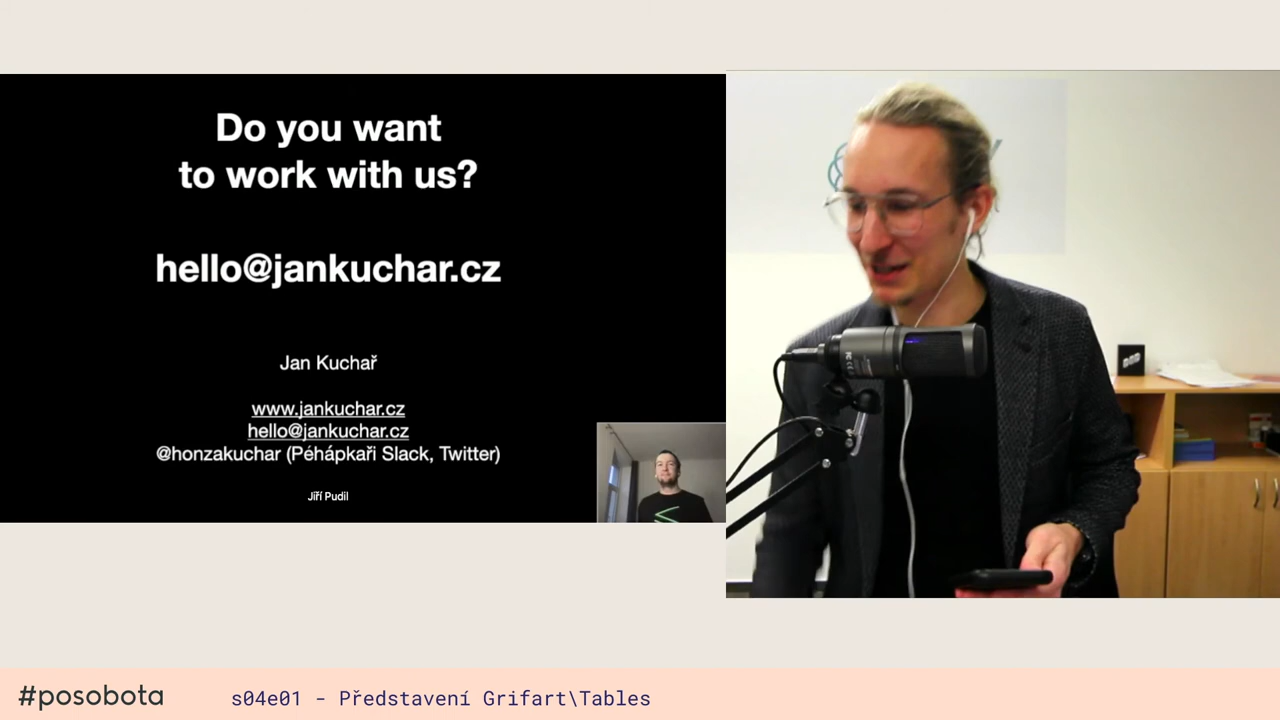 Do you want
to work with us?
hello@jankuchar.cz
Jan Kuchař
www.jankuchar.cz
hello@jankuchar.cz
@honzakuchar (Péhápkaři Slack, Twitter)
Jiří Pudil
#posobota
s04e01 - Představení Grifart\Tables